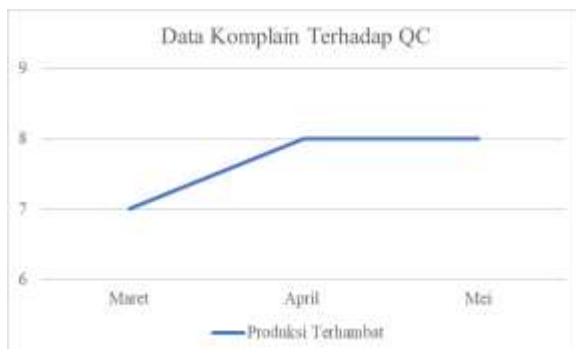 Data Komplain Terhadap QC
9
8
7
6
Maret April Mei
Produksi Terhambat